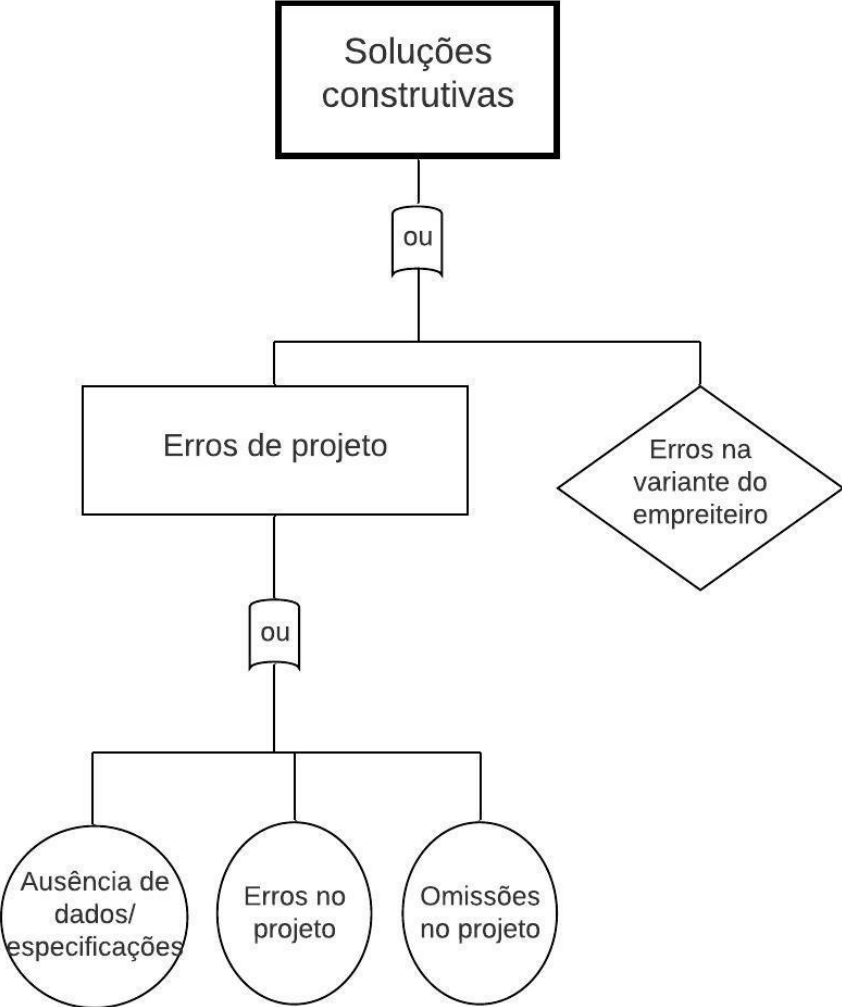 Soluções
construtivas
ou
Erros de projeto
Erros na
variante do
empreiteiro
ou
Ausência de
dados/
especificações
Erros no
projeto
Omissões
no projeto